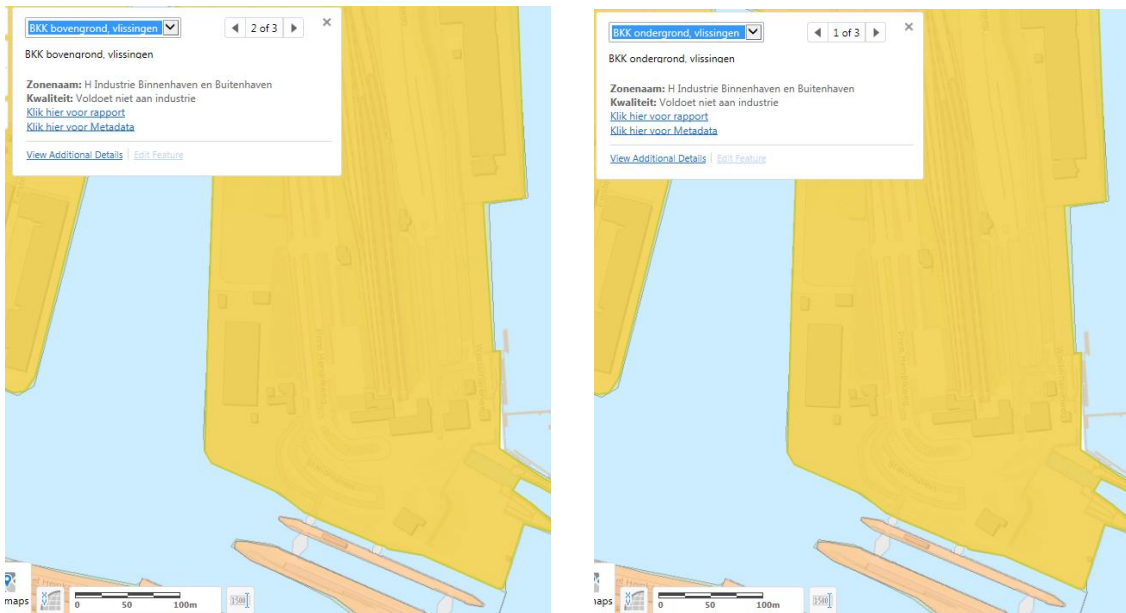 BKK bovengrond, vlissingen
2 of 3
BKK bovengrond, vlissingen
Zonenaam: H Industrie Binnenhaven en Buitenhaven
Kwaliteit: Voldoet niet aan industrie
Klik hier voor rapport
Klik hier voor Metadata
View Additional Details
Edit Feature
maps
0 50 100m
BKK ondergrond, vlissingen
1 of 3
BKK ondergrond, vlissingen
Zonenaam: H Industrie Binnenhaven en Buitenhaven
Kwaliteit: Voldoet niet aan industrie
Klik hier voor rapport
Klik hier voor Metadata
View Additional Details
Edit Feature
maps
0 50 100m